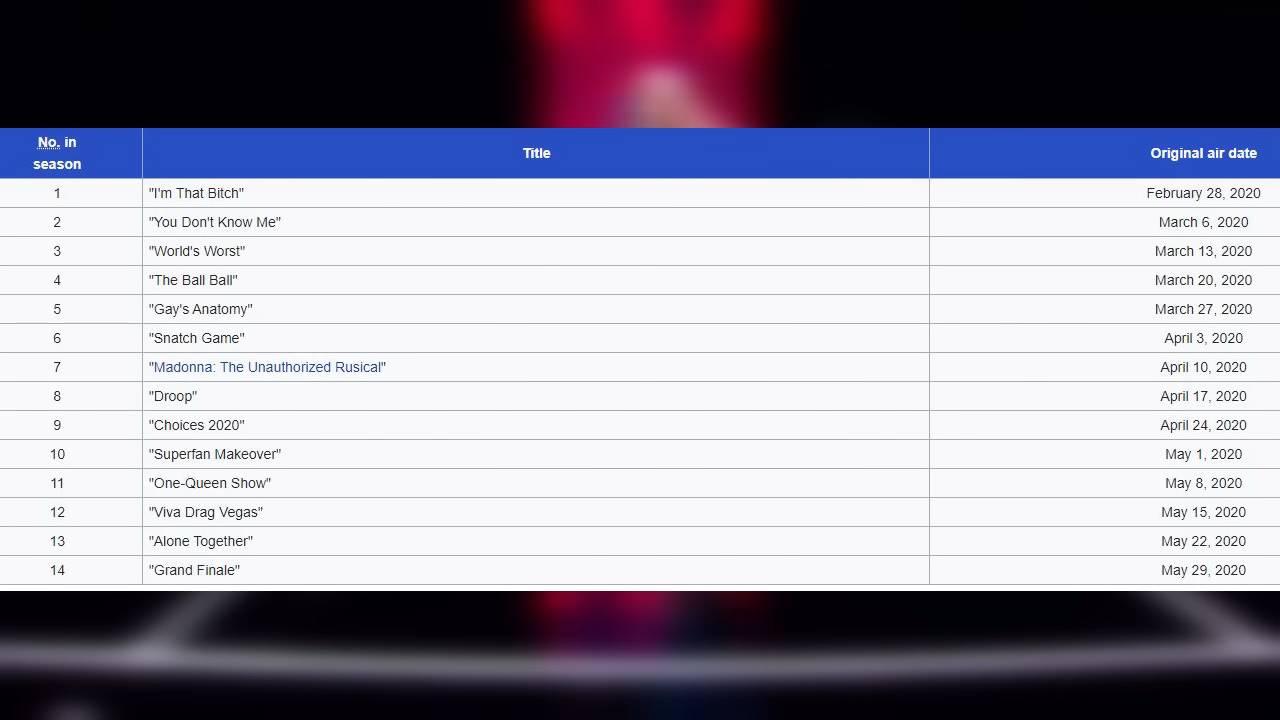 No. in season Title Original air date
1 "I'm That Bitch" February 28, 2020
2 "You Don't Know Me" March 6, 2020
3 "World's Worst" March 13, 2020
4 "The Ball Ball" March 20, 2020
5 "Gay's Anatomy" March 27, 2020
6 "Snatch Game" April 3, 2020
7 "Madonna: The Unauthorized Rusical" April 10, 2020
8 "Droop" April 17, 2020
9 "Choices 2020" April 24, 2020
10 "Superfan Makeover" May 1, 2020
11 "One-Queen Show" May 8, 2020
12 "Viva Drag Vegas" May 15, 2020
13 "Alone Together" May 22, 2020
14 "Grand Finale" May 29, 2020